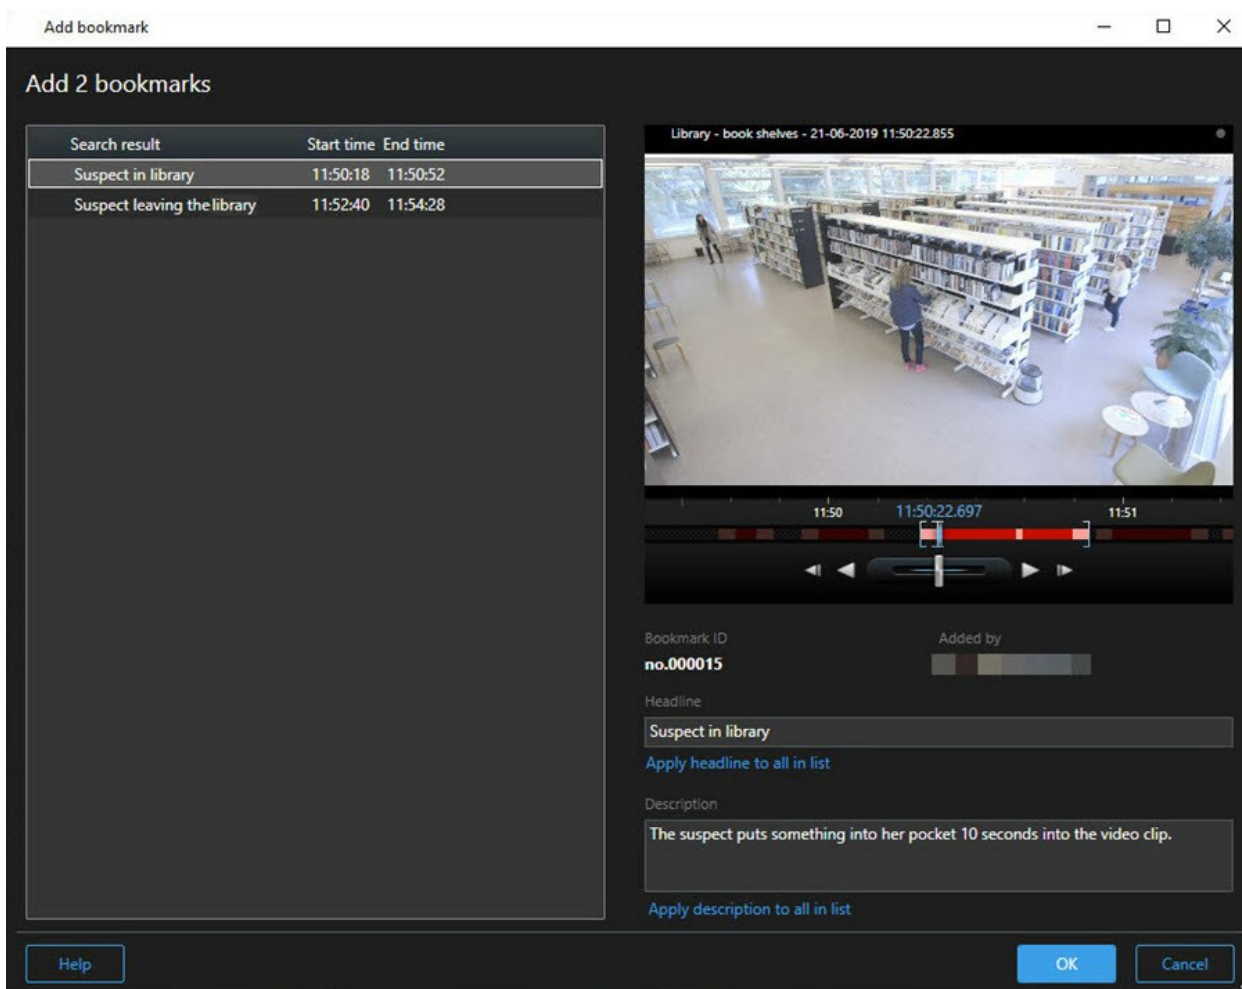 Add bookmark
Add 2 bookmarks
Search result Start time End time
Suspect in library 11:50:18 11:50:52
Suspect leaving the library 11:52:40 11:54:28
Library - book shelves - 21-06-2019 11:50:22.855
11:50 11:50:22.697 11:51
Bookmark ID Added by
no.000015
Headline
Suspect in library
Apply headline to all in list
Description
The suspect puts something into her pocket 10 seconds into the video clip.
Apply description to all in list
Help OK Cancel